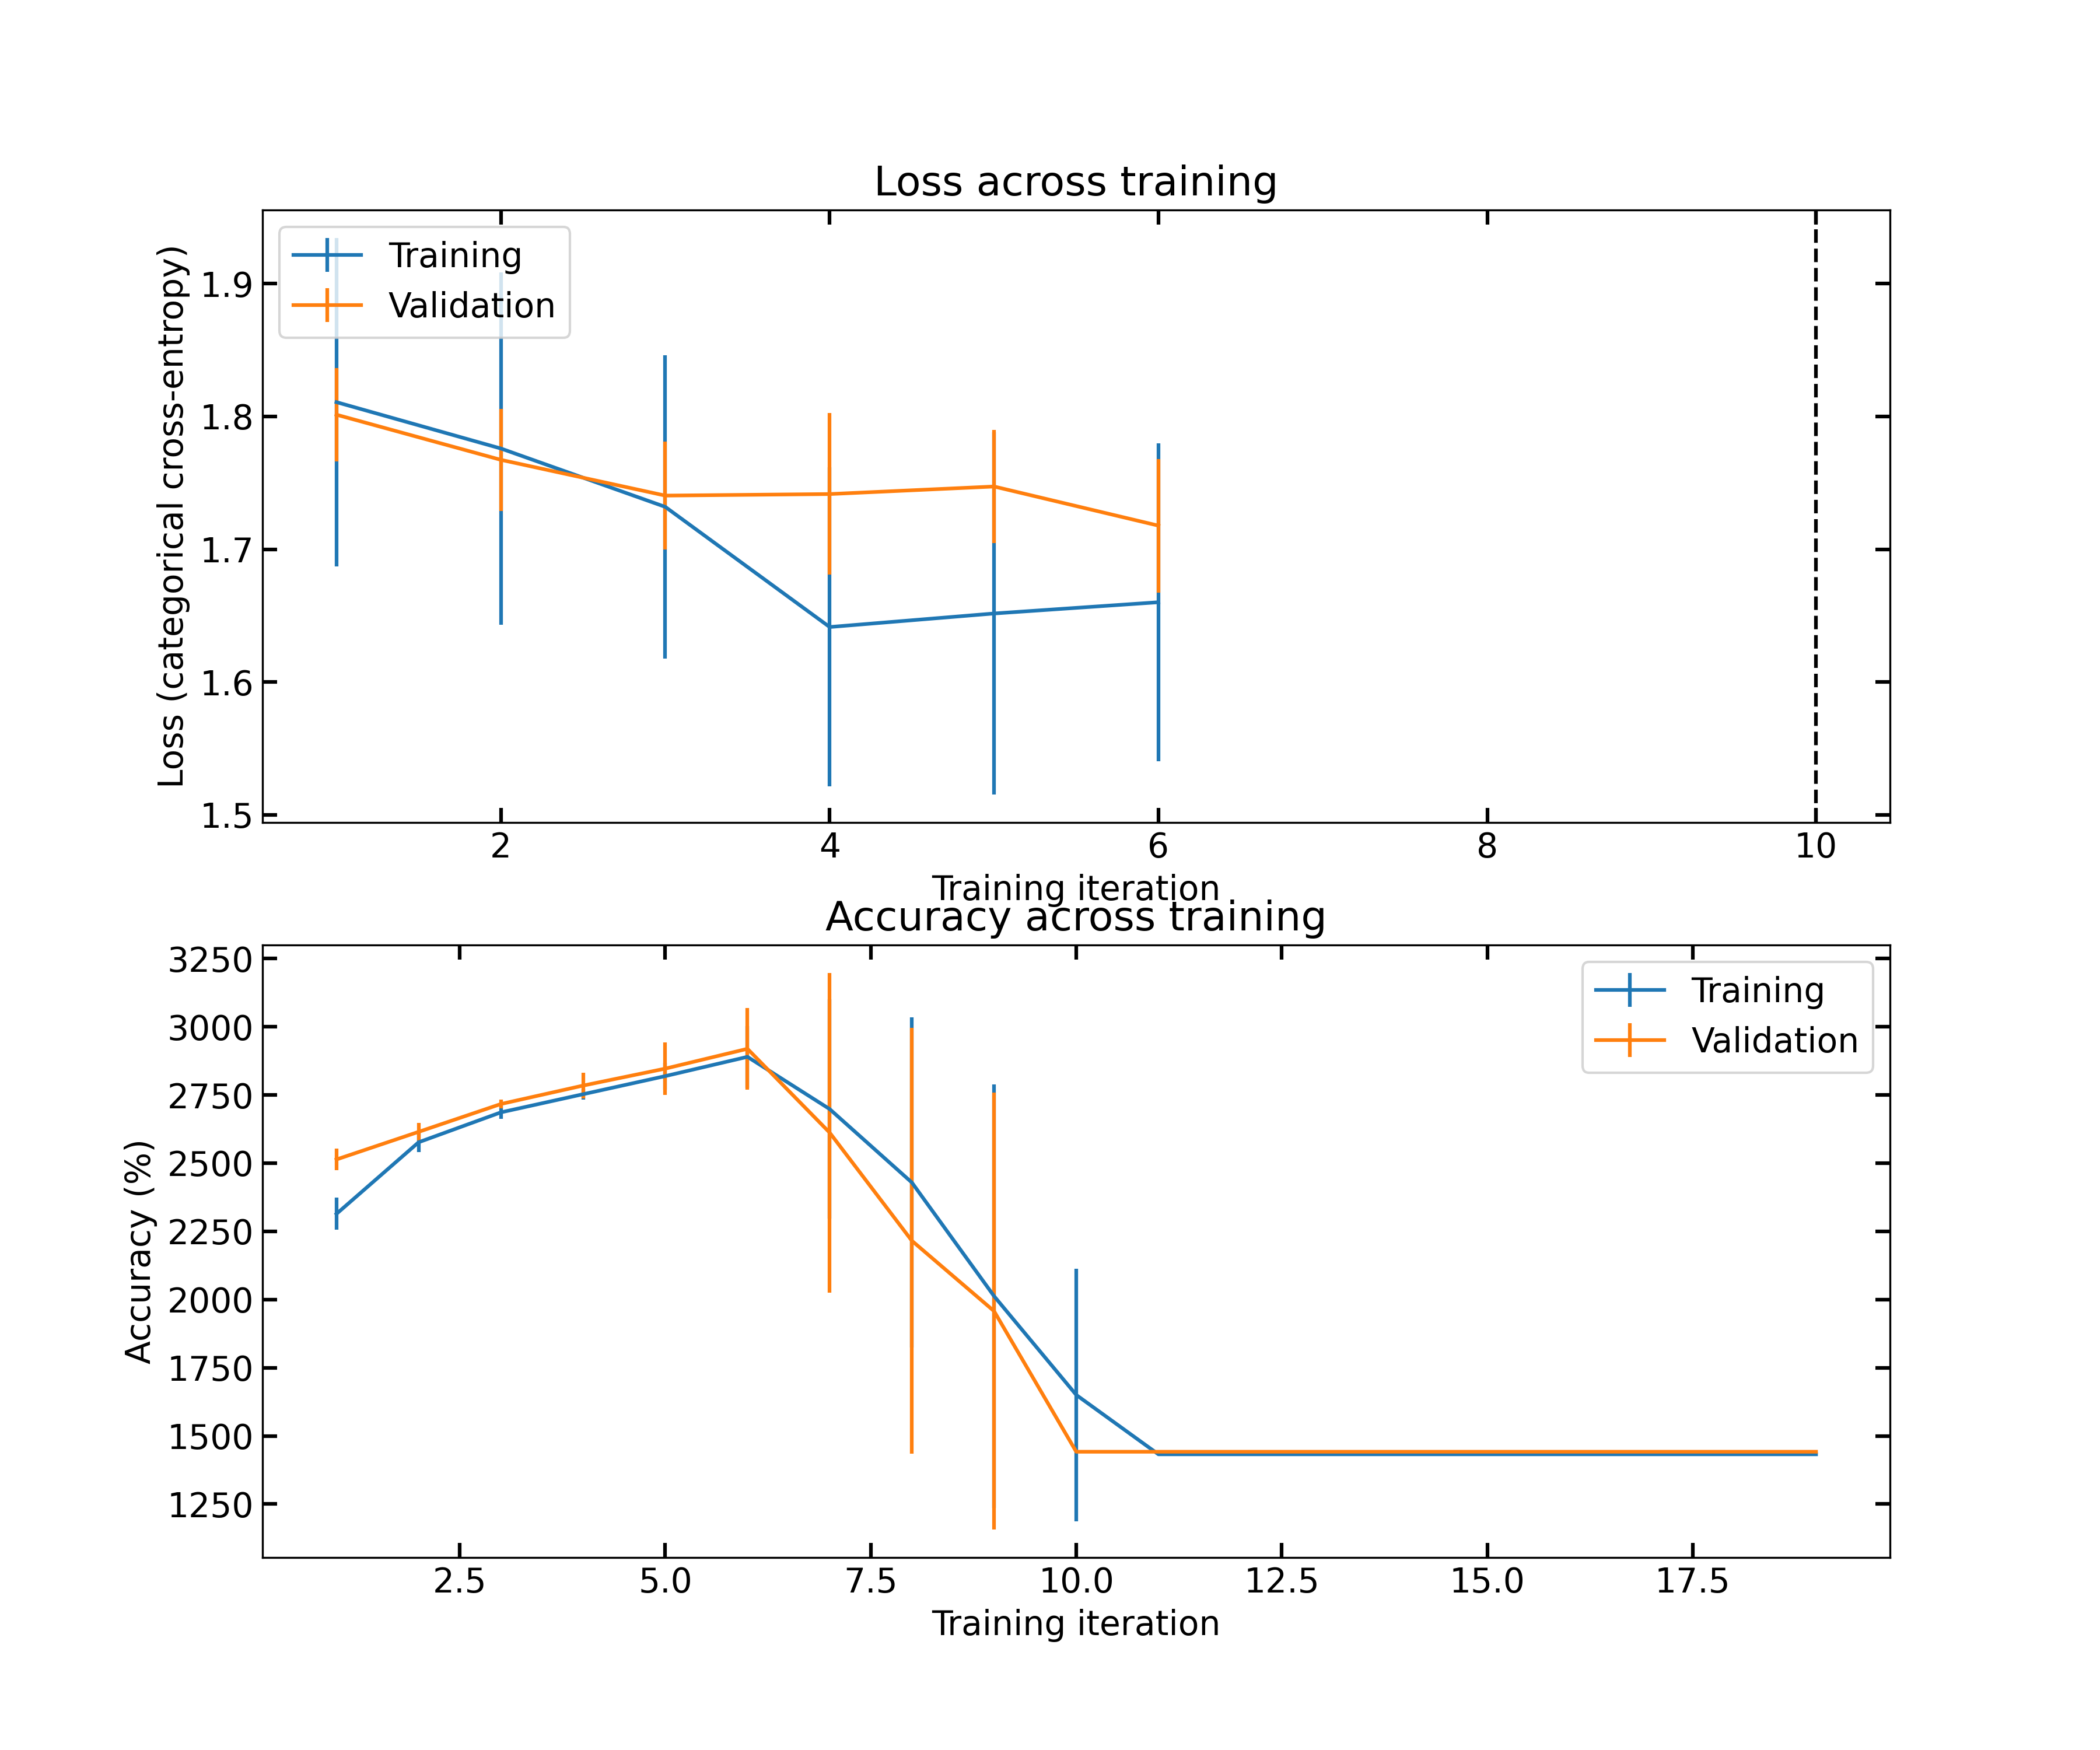 Loss across training
Loss (categorical cross-entropy)
1.9
1.8
1.7
1.6
1.5
Training
Validation
2 4 6 8 10
Training iteration
Accuracy across training
Accuracy (%)
3250
3000
2750
2500
2250
2000
1750
1500
1250
Training
Validation
2.5 5.0 7.5 10.0 12.5 15.0 17.5
Training iteration